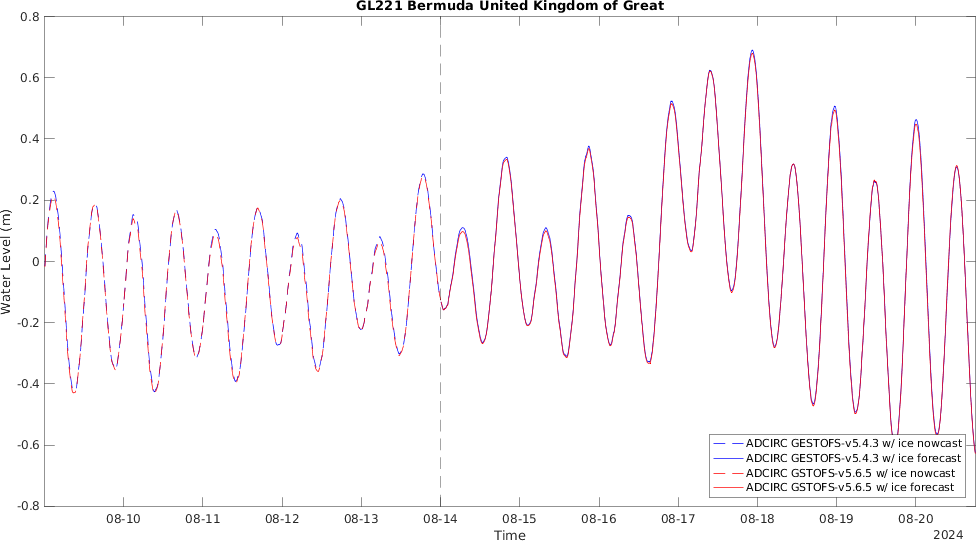 GL221 Bermuda United Kingdom of Great
0.8
0.6
0.4
0.2
0
-0.2
-0.4
-0.6
-0.8
Water Level (m)
ADCIRC GESTOFS-v5.4.3 w/ ice nowcast
ADCIRC GESTOFS-v5.4.3 w/ ice forecast
ADCIRC GSTOFS-v5.6.5 w/ ice nowcast
ADCIRC GSTOFS-v5.6.5 w/ ice forecast
08-10 08-11 08-12 08-13 08-14 08-15 08-16 08-17 08-18 08-19 08-20
Time
2024